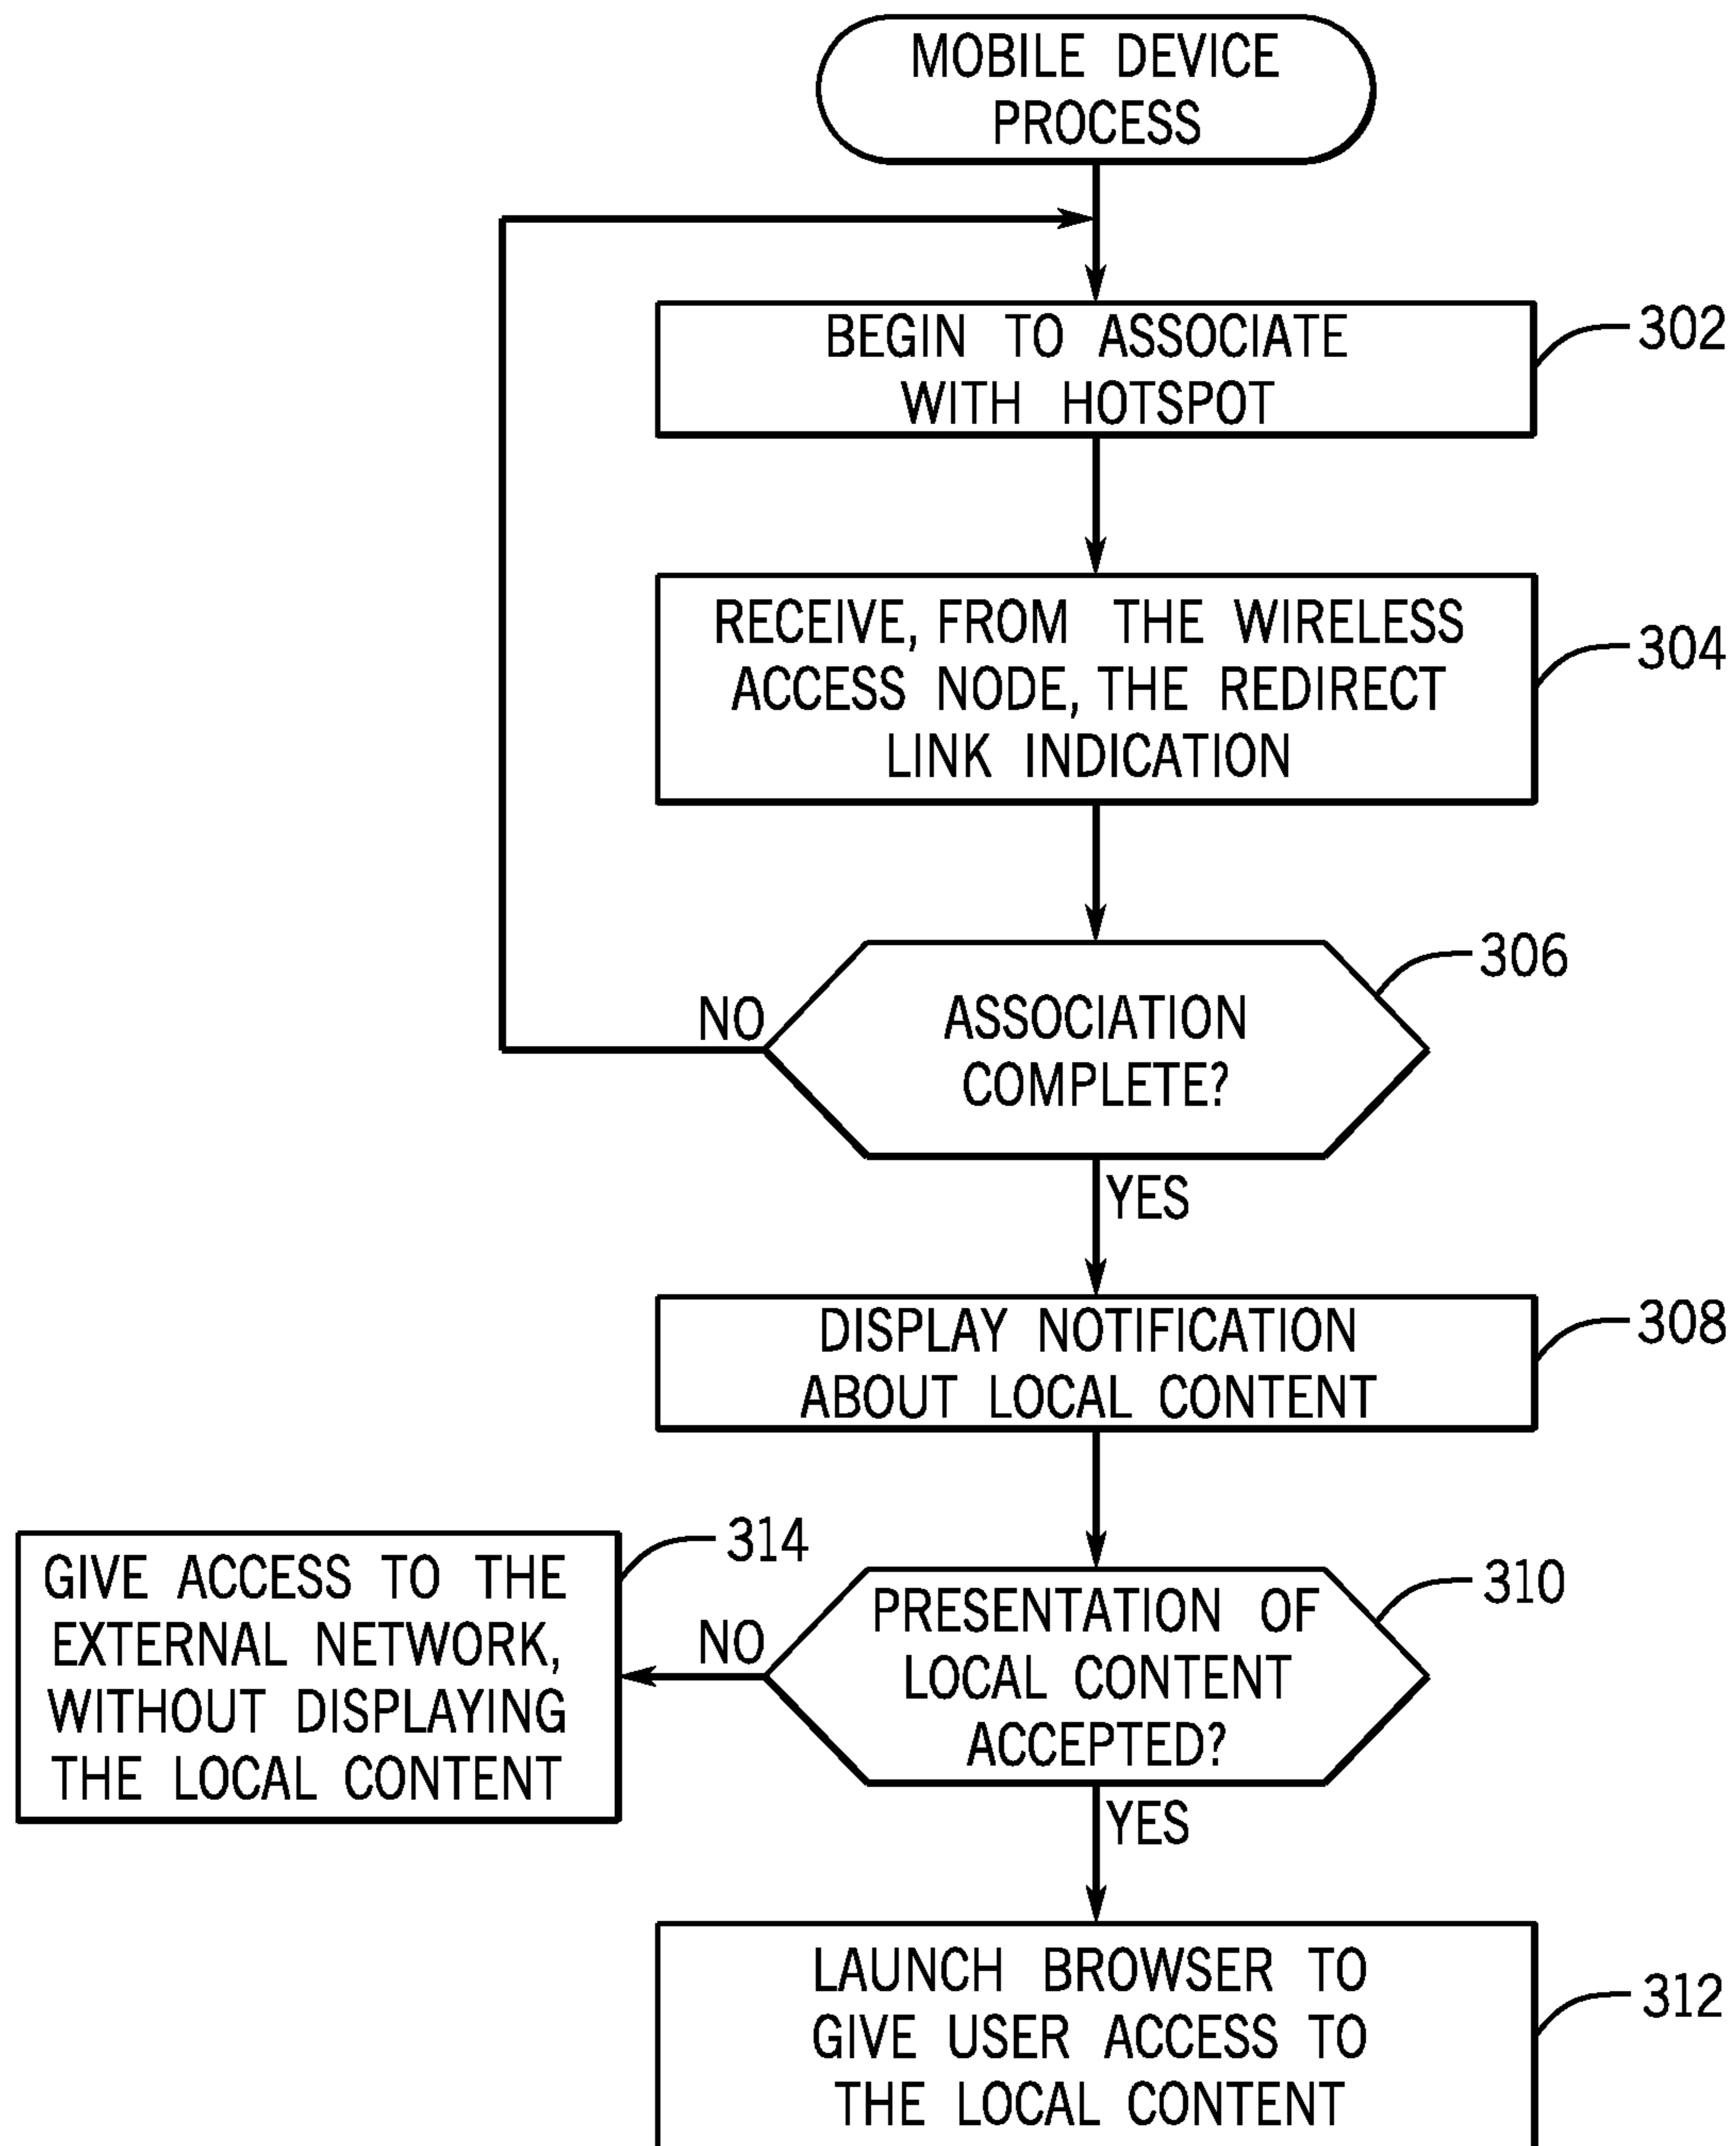 MOBILE DEVICE
PROCESS
BEGIN TO ASSOCIATE
WITH HOTSPOT
302
RECEIVE, FROM THE WIRELESS
ACCESS NODE, THE REDIRECT
LINK INDICATION
304
306
NO
ASSOCIATION
COMPLETE?
YES
DISPLAY NOTIFICATION
ABOUT LOCAL CONTENT
308
314
GIVE ACCESS TO THE
EXTERNAL NETWORK,
WITHOUT DISPLAYING
THE LOCAL CONTENT
NO
PRESENTATION OF
LOCAL CONTENT
ACCEPTED?
310
YES
LAUNCH BROWSER TO
GIVE USER ACCESS TO
THE LOCAL CONTENT
312